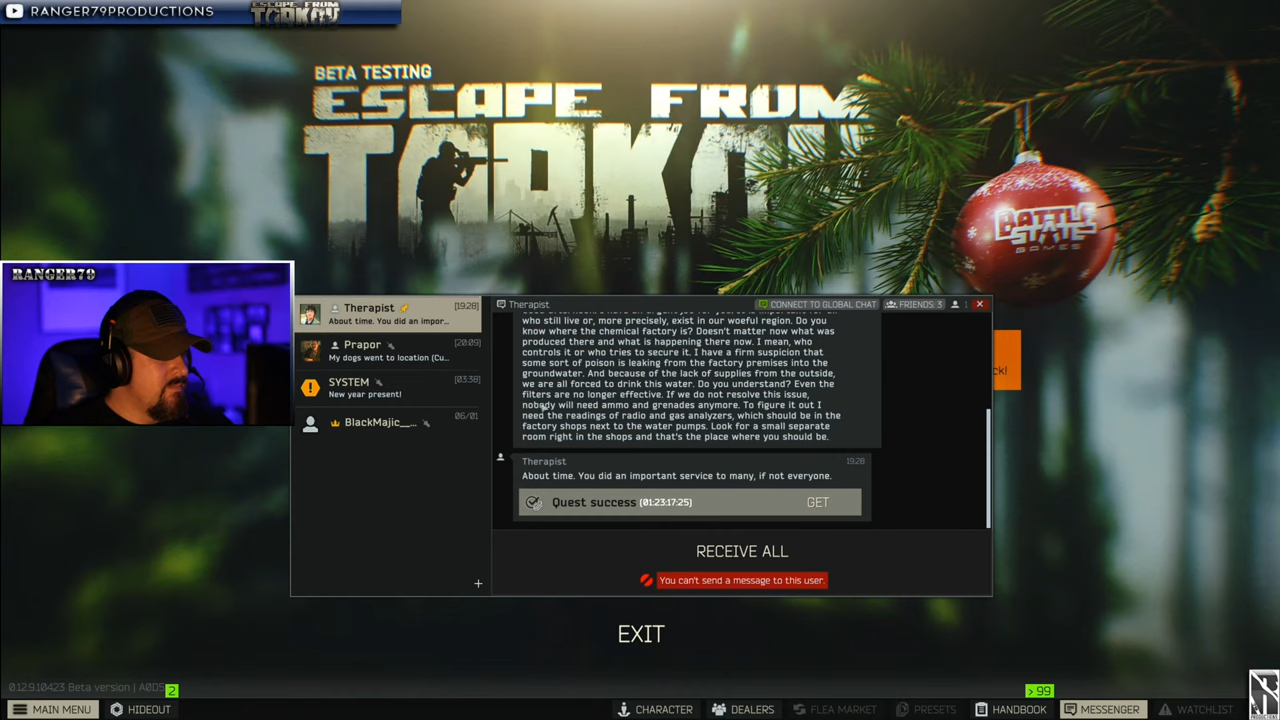 RANGER79PRODUCTIONS
ESCAPE FROM
BETA TESTING
ESCAPE FROM
TARKOV
BATTLE
STATE
GAMES
RANGER79
Therapist
[19:28]
About time. You did an impor...
Prapor
[20:09]
My dogs went to location (Cu...
SYSTEM
[03:38]
New year present!
BlackMajic__...
06/01
Therapist
CONNECT TO GLOBAL CHAT
FRIENDS: 3
1
who still live or, more precisely, exist in our woeful region. Do you
know where the chemical factory is? Doesn't matter now what was
produced there and what is happening there now. I mean, who
controls it or who tries to secure it. I have a firm suspicion that
some sort of poison is leaking from the factory premises into the
groundwater. And because of the lack of supplies from the outside,
we are all forced to drink this water. Do you understand? Even the
filters are no longer effective. If we do not resolve this issue,
nobody will need ammo and grenades anymore. To figure it out I
need the readings of radio and gas analyzers, which should be in the
factory shops next to the water pumps. Look for a small separate
room right in the shops and that's the place where you should be.
Therapist
19:28
About time. You did an important service to many, if not everyone.
Quest success (01:23:17:25)
GET
RECEIVE ALL
You can't send a message to this user.
ck!
EXIT
0.12.9.10423 Beta version | A0DS
2
> 99
MAIN MENU
HIDEOUT
CHARACTER
DEALERS
FLEA MARKET
PRESETS
HANDBOOK
MESSENGER
WATCHLIST